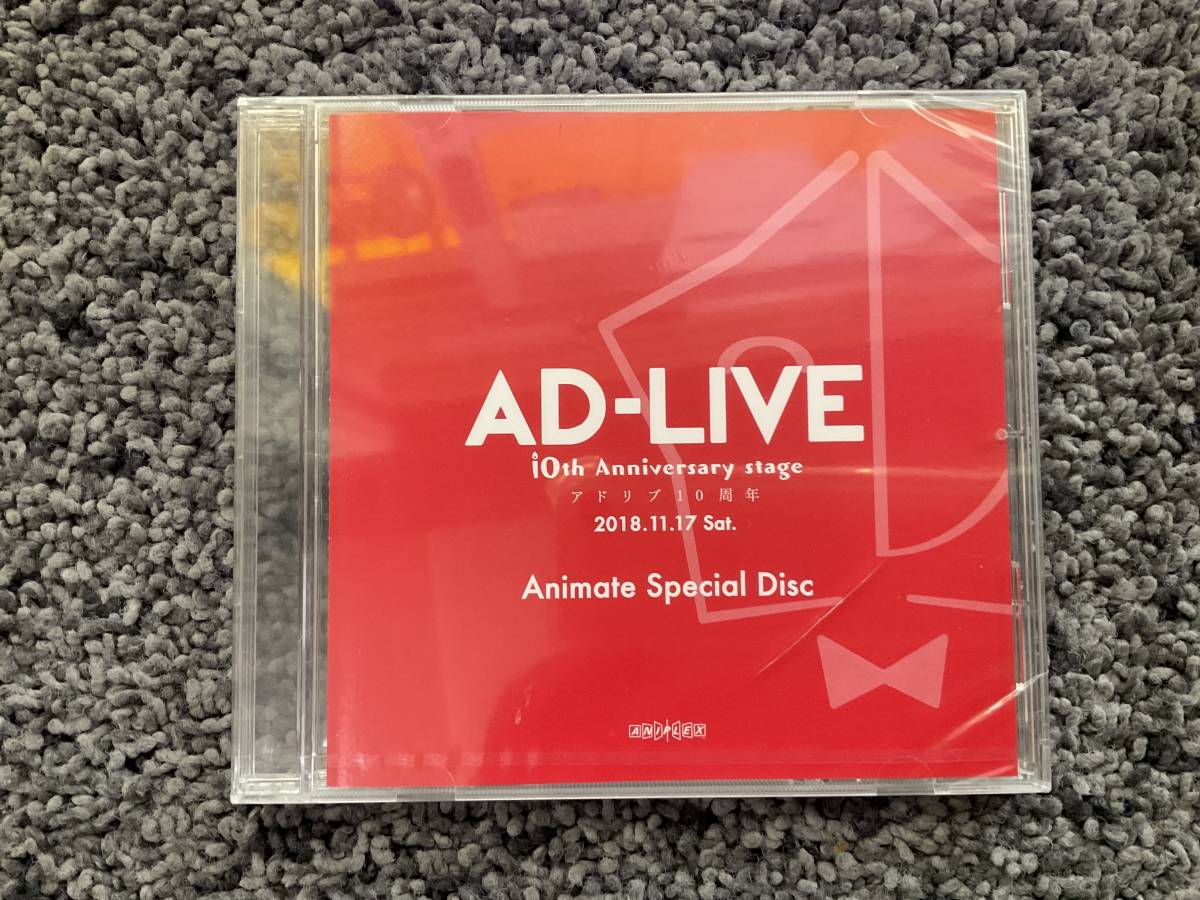 AD-LIVE
10th Anniversary stage
アドリブ10周年
2018.11.17 Sat.
Animate Special Disc
ANIPLEX